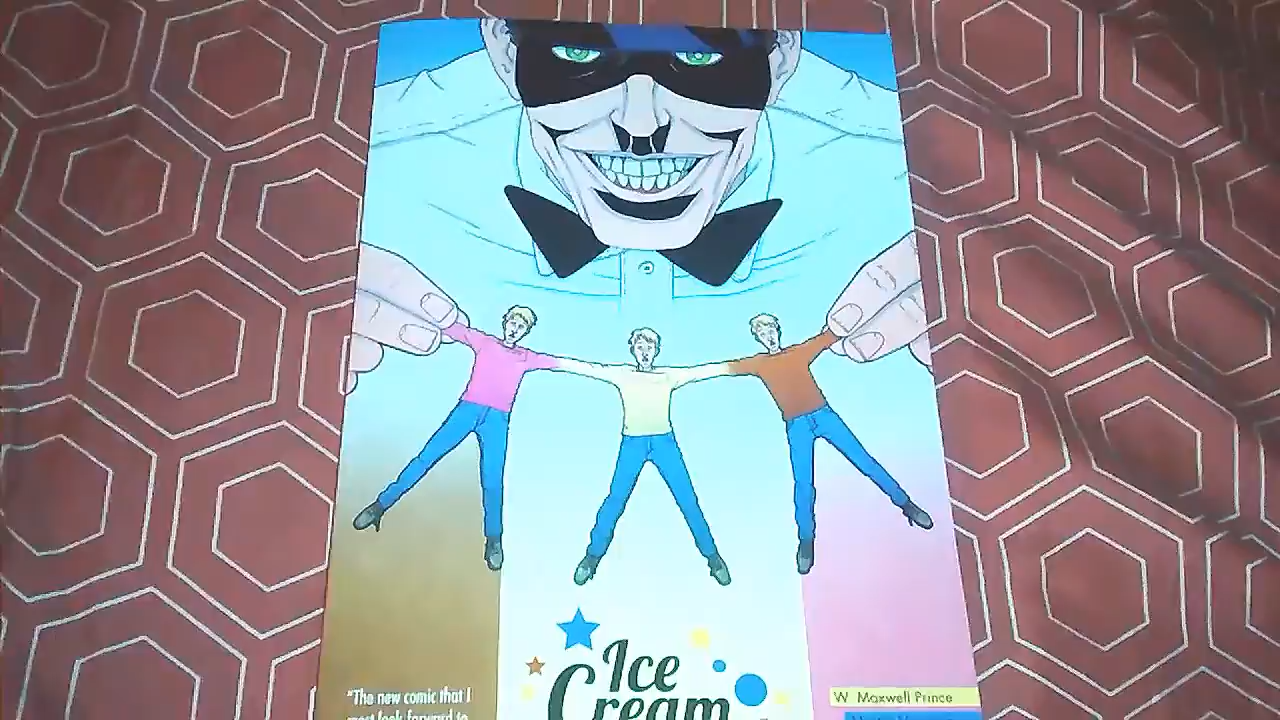 Ice
Cream
"The new comic that I
most look forward to
W. Maxwell Prince